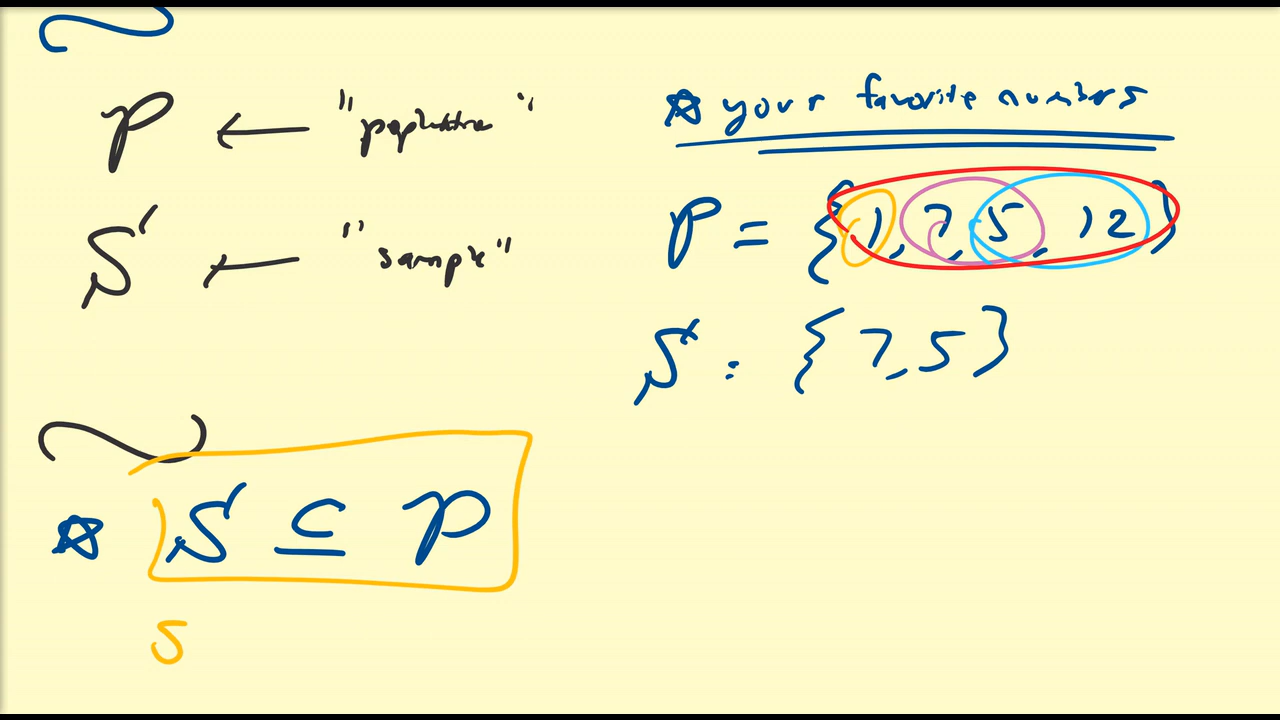 P ← "population"
S ← "sample"
☆ your favorite numbers
P = {1, 7, 5, 12}
S : {7, 5}
☆ S ⊆ P
S